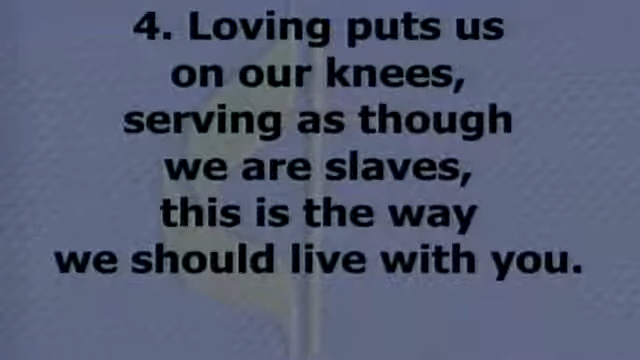 4. Loving puts us
on our knees,
serving as though
we are slaves,
this is the way
we should live with you.